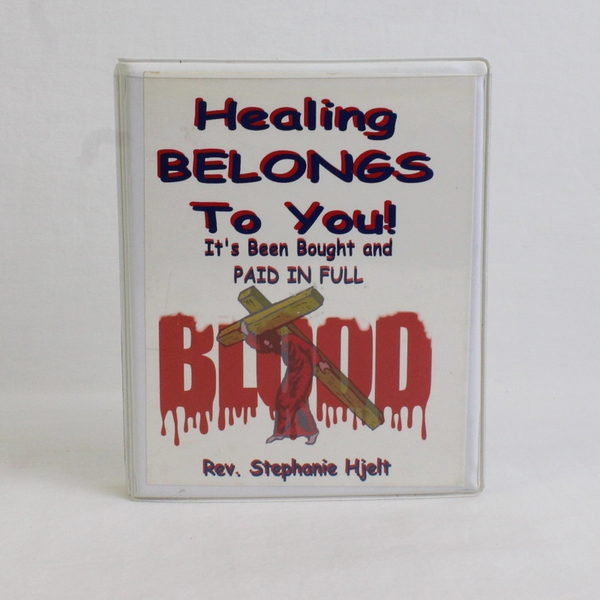 Healing
BELONGS
To You!
It's Been Bought and
PAID IN FULL
BLOOD
Rev. Stephanie Hjelt